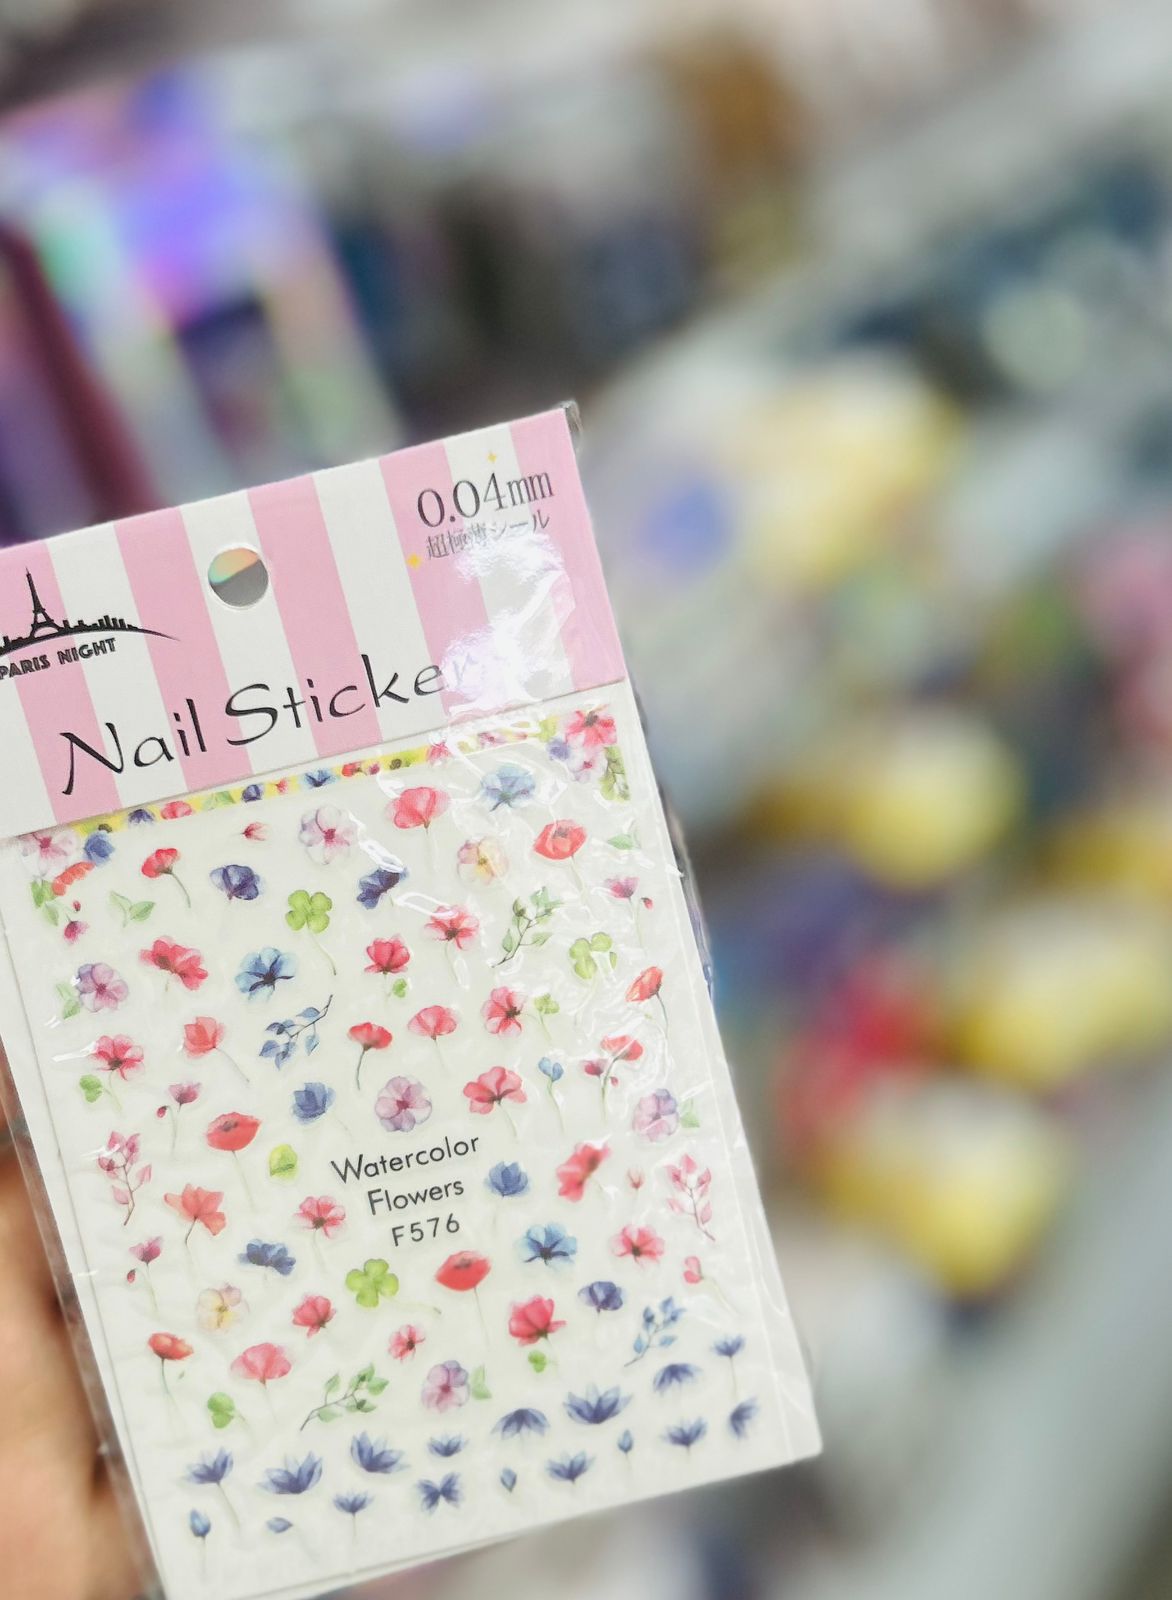 0.04mm
超極薄シール
PARIS NIGHT
Nail Sticker
Watercolor
Flowers
F576